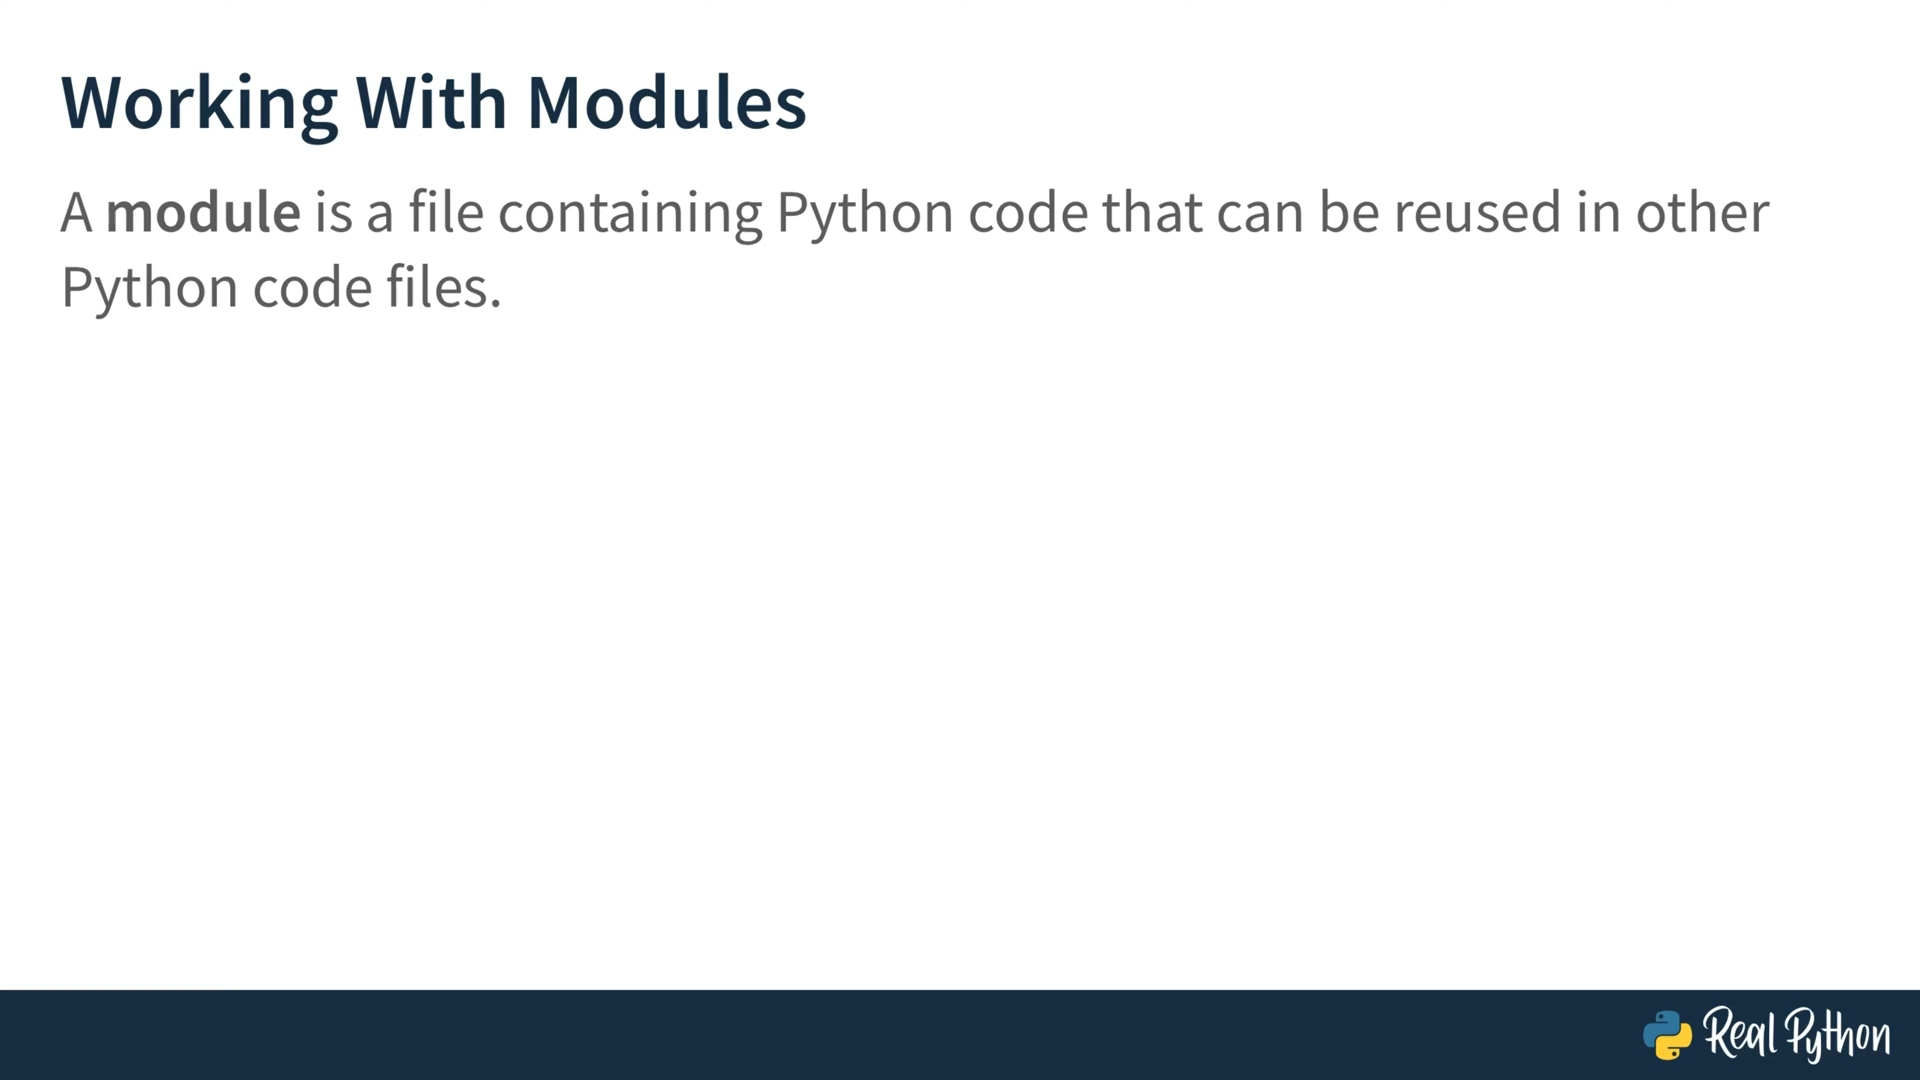 Working With Modules
A module is a file containing Python code that can be reused in other
Python code files.
Real Python